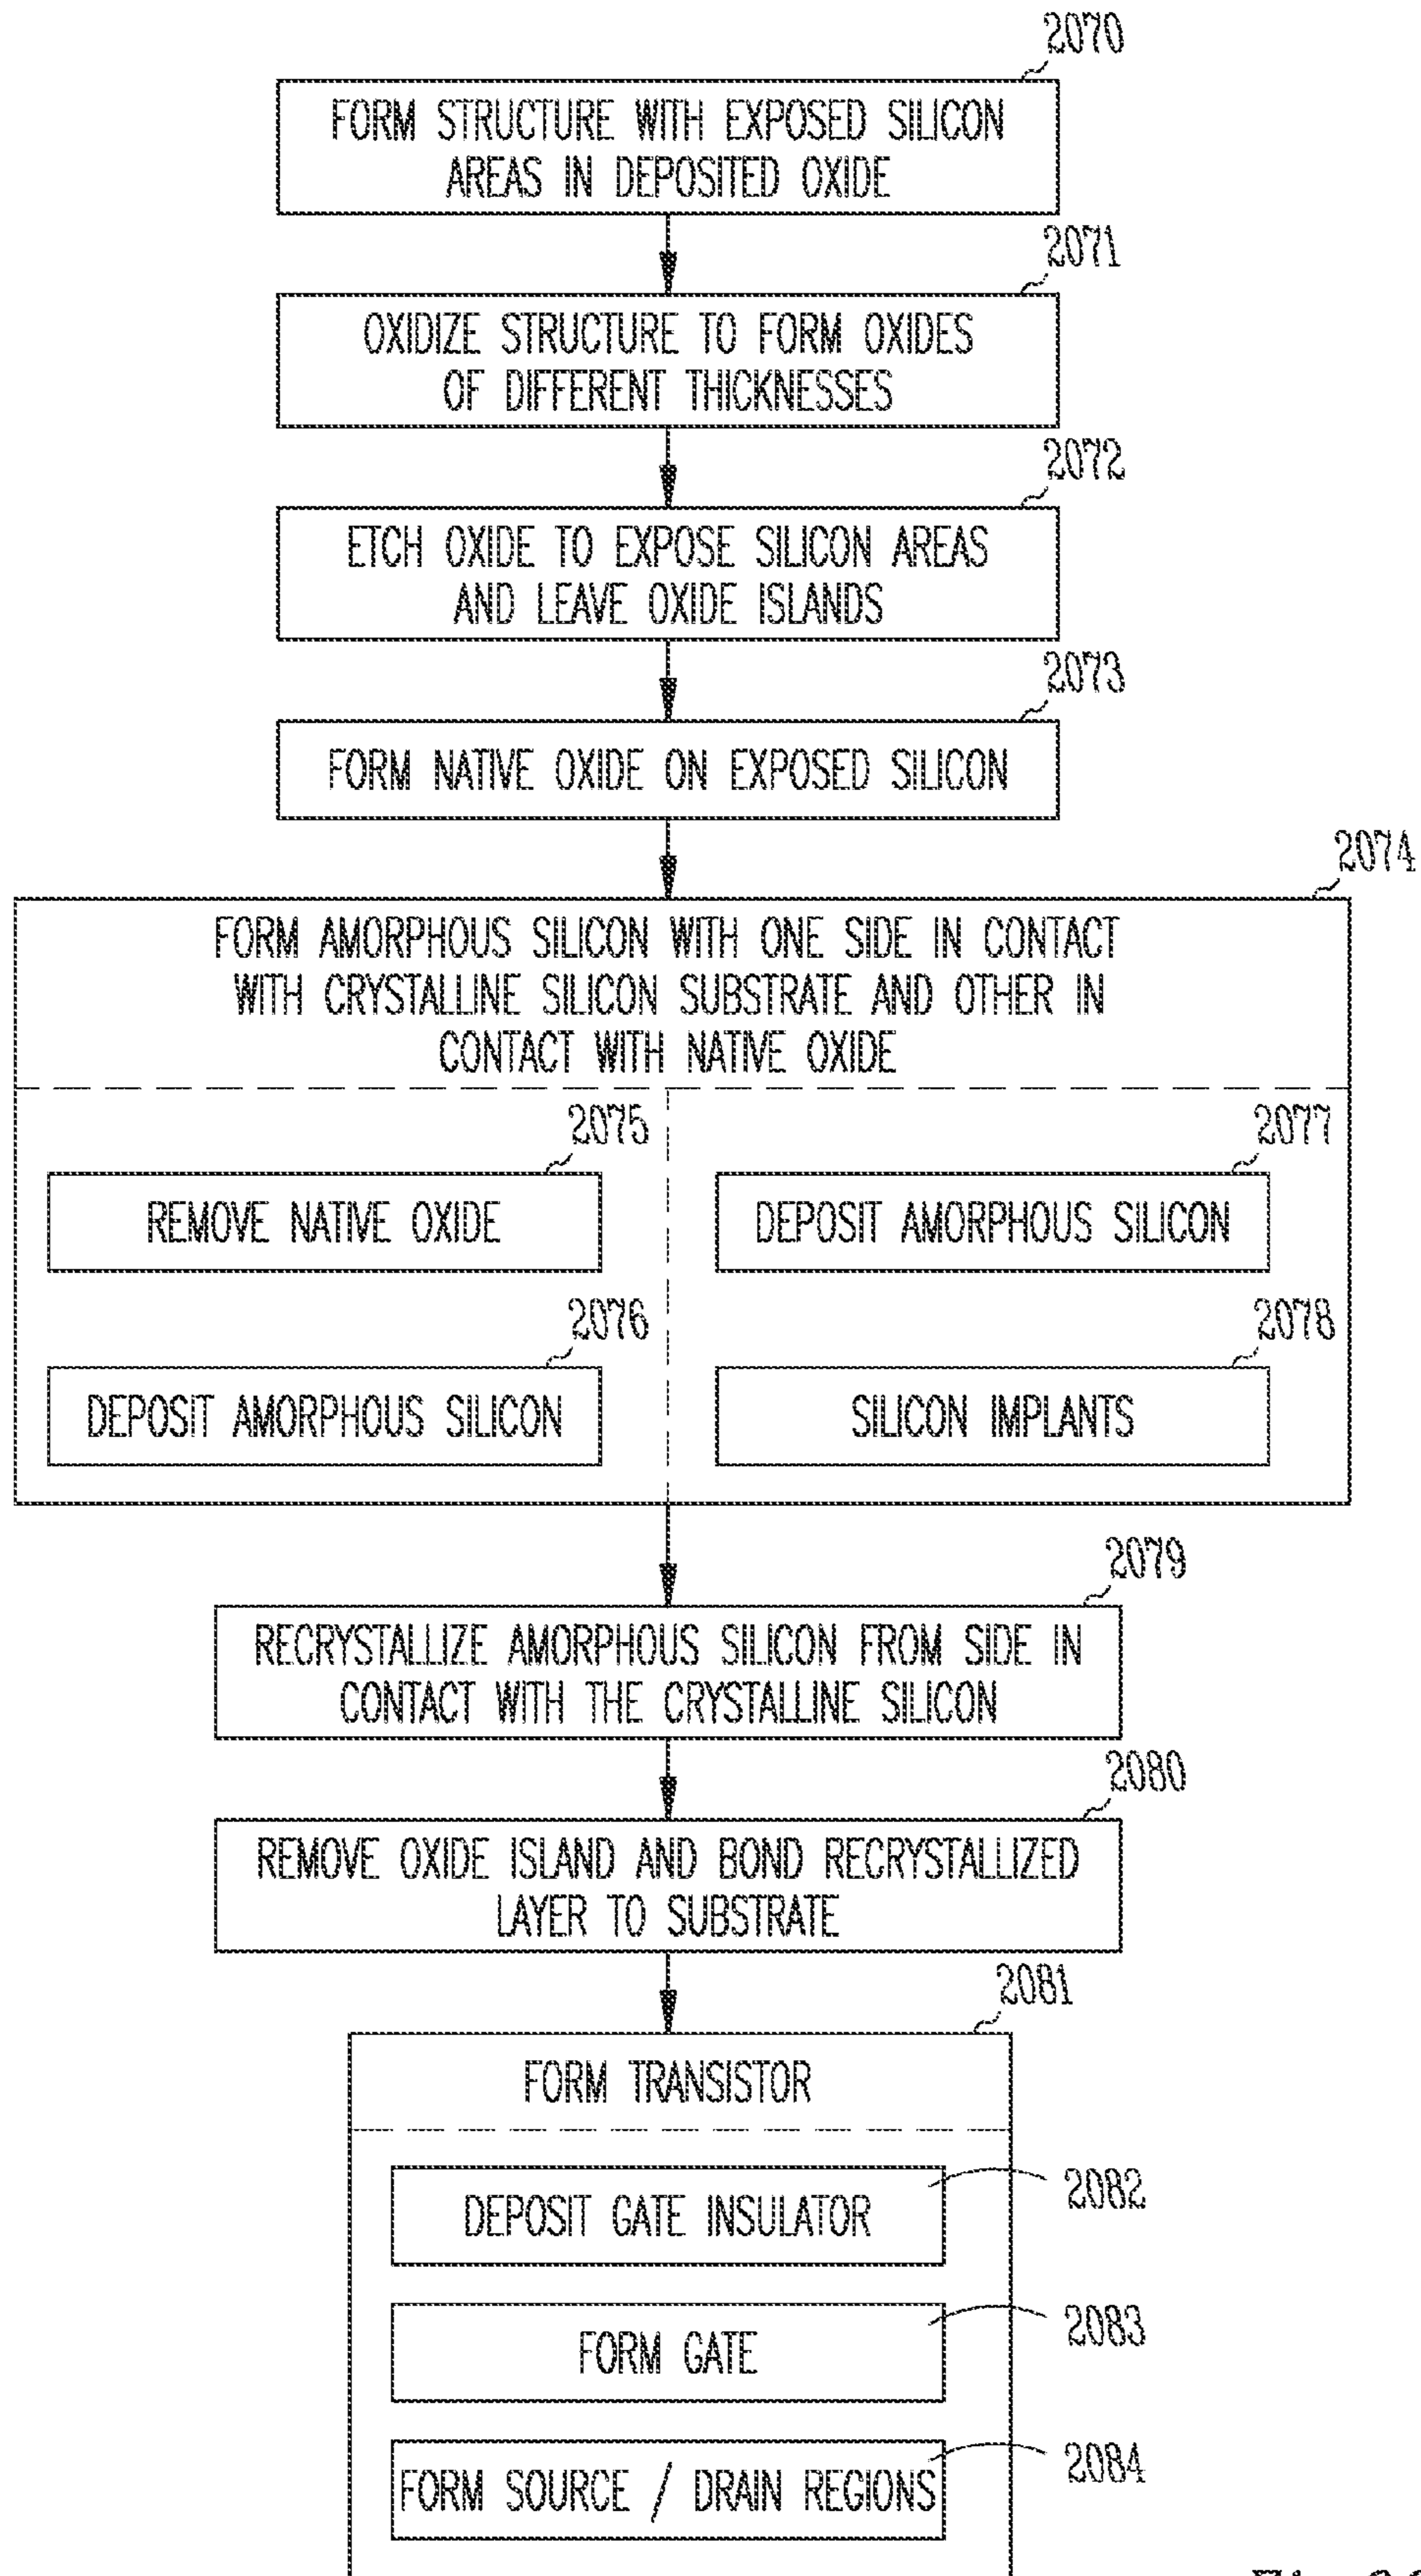 2070
FORM STRUCTURE WITH EXPOSED SILICON
AREAS IN DEPOSITED OXIDE
2071
OXIDIZE STRUCTURE TO FORM OXIDES
OF DIFFERENT THICKNESSES
2072
ETCH OXIDE TO EXPOSE SILICON AREAS
AND LEAVE OXIDE ISLANDS
2073
FORM NATIVE OXIDE ON EXPOSED SILICON
2074
FORM AMORPHOUS SILICON WITH ONE SIDE IN CONTACT
WITH CRYSTALLINE SILICON SUBSTRATE AND OTHER IN
CONTACT WITH NATIVE OXIDE
2075
REMOVE NATIVE OXIDE
2076
DEPOSIT AMORPHOUS SILICON
2077
DEPOSIT AMORPHOUS SILICON
2078
SILICON IMPLANTS
2079
RECRYSTALLIZE AMORPHOUS SILICON FROM SIDE IN
CONTACT WITH THE CRYSTALLINE SILICON
2080
REMOVE OXIDE ISLAND AND BOND RECRYSTALLIZED
LAYER TO SUBSTRATE
2081
FORM TRANSISTOR
2082
DEPOSIT GATE INSULATOR
2083
FORM GATE
2084
FORM SOURCE / DRAIN REGIONS